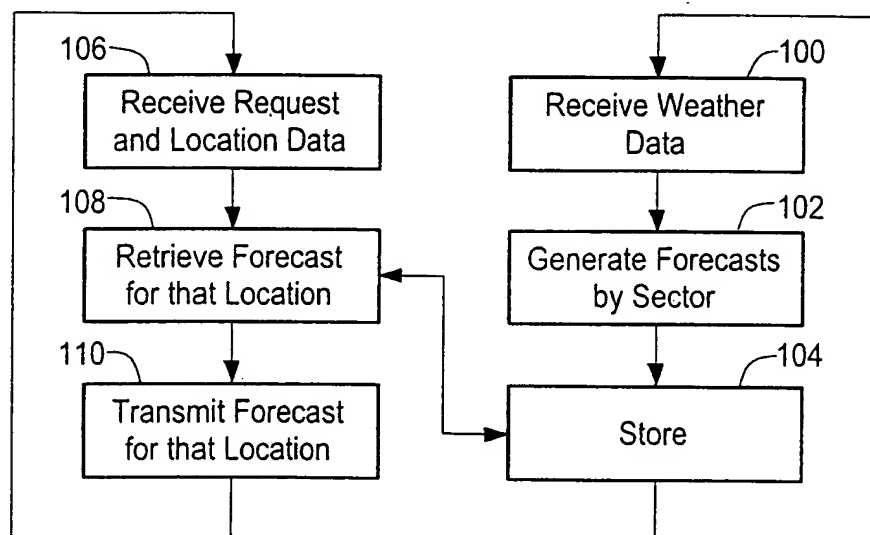 106
Receive Request
and Location Data
108
Retrieve Forecast
for that Location
110
Transmit Forecast
for that Location
100
Receive Weather
Data
102
Generate Forecasts
by Sector
104
Store